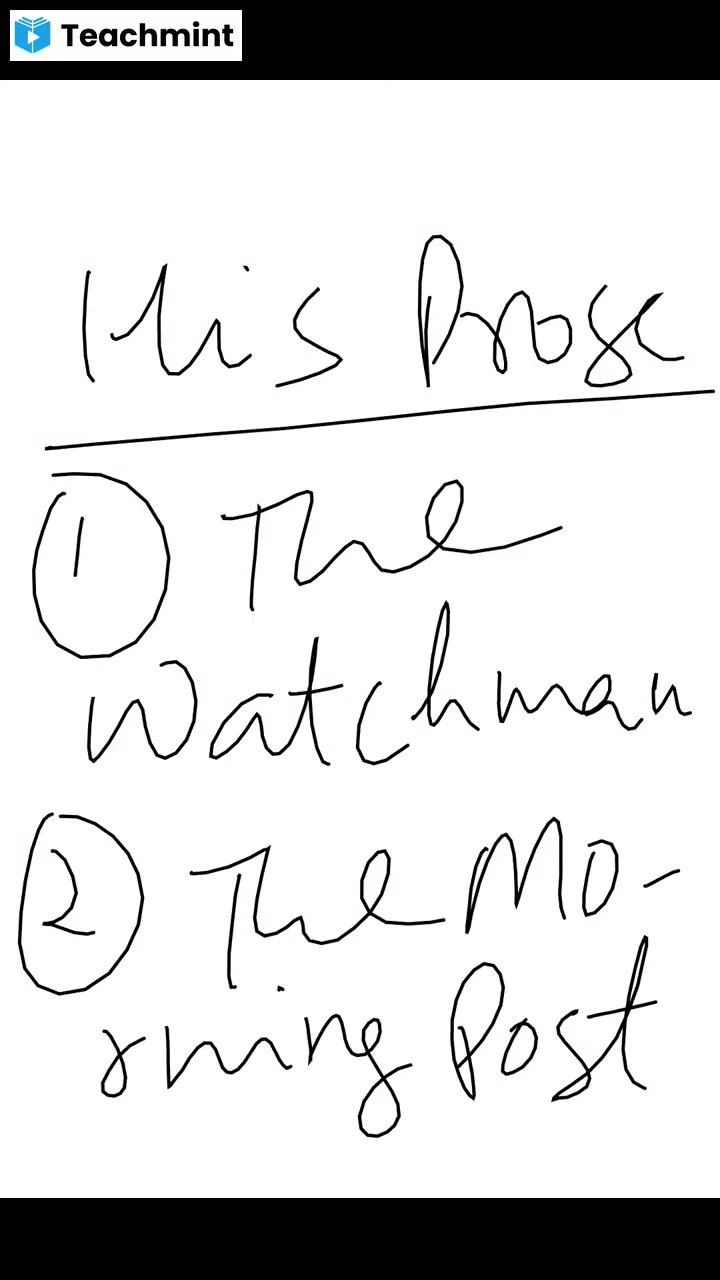 Teachmint
His Prose
① The
Watchman
② The Mo-
rning Post